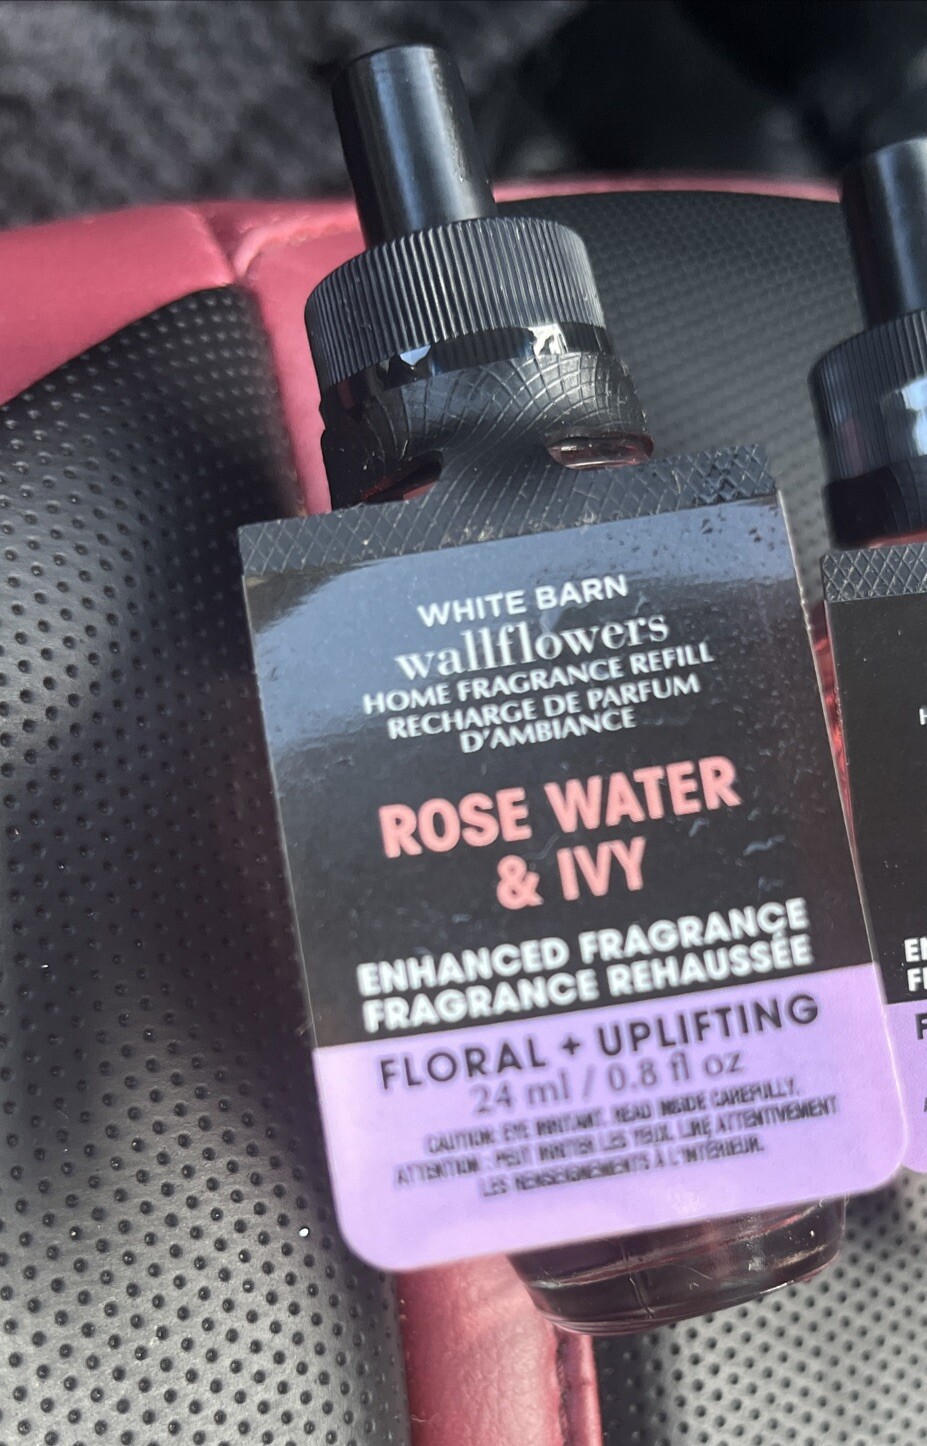 WHITE BARN
wallflowers
HOME FRAGRANCE REFILL
RECHARGE DE PARFUM
D'AMBIANCE
ROSE WATER
& IVY
ENHANCED FRAGRANCE
FRAGRANCE REHAUSSÉE
FLORAL + UPLIFTING
24 ml / 0.8 fl oz
CAUTION: EYE IRRITANT. READ INSIDE CAREFULLY.
ATTENTION : PEUT IRRITER LES YEUX. LIRE ATTENTIVEMENT
LES RENSEIGNEMENTS À L'INTÉRIEUR.